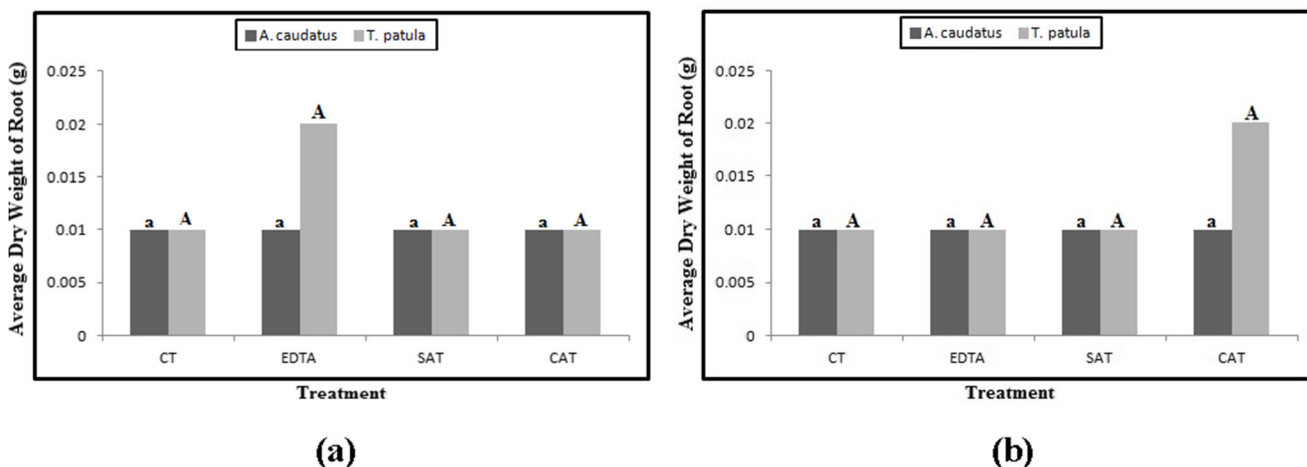 A. caudatus T. patula
Average Dry Weight of Root (g)
0.025
0.02
0.015
0.01
0.005
0
a A
a A
a A
a A
CT EDTA SAT CAT
Treatment
(a)
A. caudatus T. patula
Average Dry Weight of Root (g)
0.025
0.02
0.015
0.01
0.005
0
a A
a A
a A
a A
CT EDTA SAT CAT
Treatment
(b)